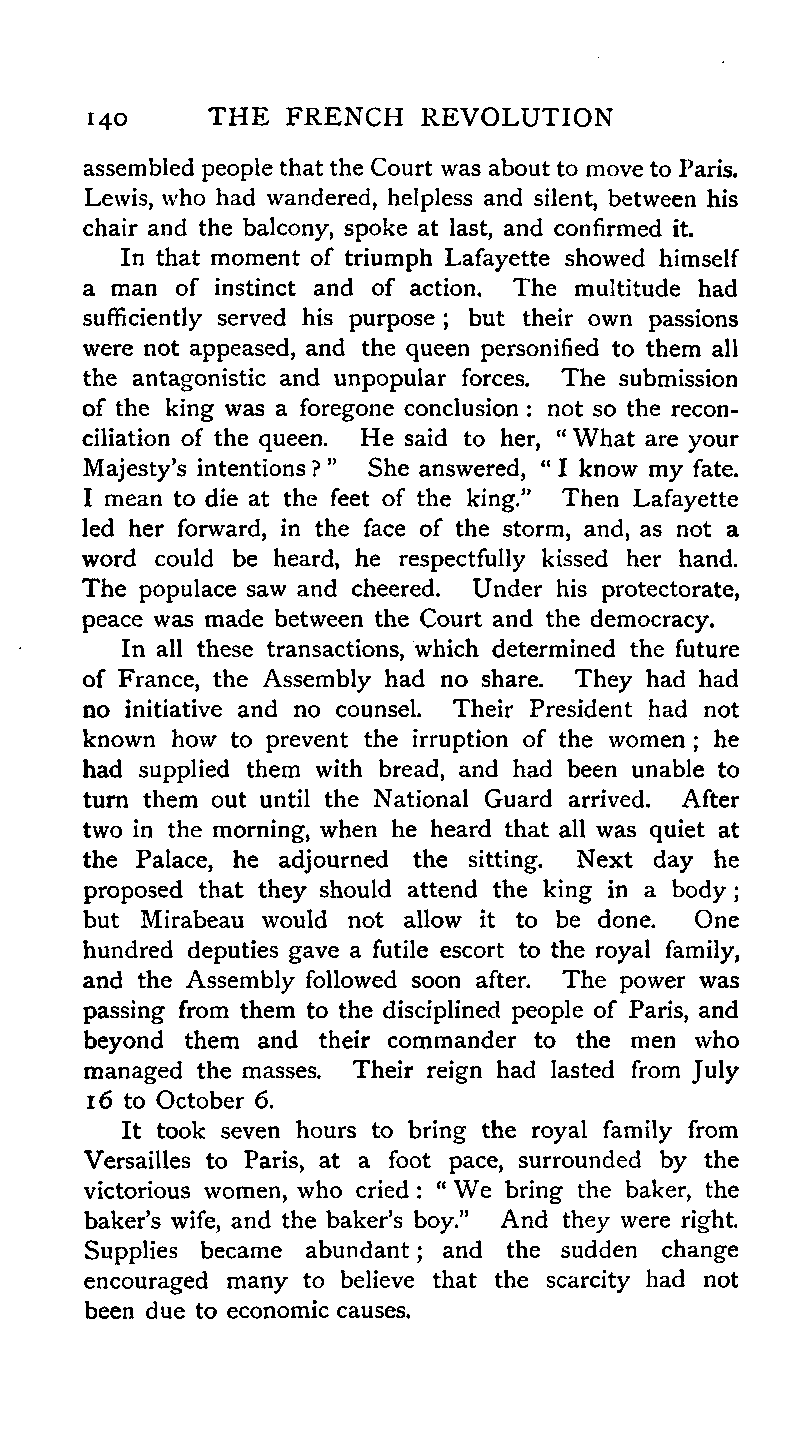 140 THE FRENCH REVOLUTION
assembled people that the Court was about to move to Paris.
Lewis, who had wandered, helpless and silent, between his
chair and the balcony, spoke at last, and confirmed it.
In that moment of triumph Lafayette showed himself
a man of instinct and of action. The multitude had
sufficiently served his purpose ; but their own passions
were not appeased, and the queen personified to them all
the antagonistic and unpopular forces. The submission
of the king was a foregone conclusion : not so the recon-
ciliation of the queen. He said to her, “ What are your
Majesty's intentions ? ” She answered, “ I know my fate.
I mean to die at the feet of the king.” Then Lafayette
led her forward, in the face of the storm, and, as not a
word could be heard, he respectfully kissed her hand.
The populace saw and cheered. Under his protectorate,
peace was made between the Court and the democracy.
In all these transactions, which determined the future
of France, the Assembly had no share. They had had
no initiative and no counsel. Their President had not
known how to prevent the irruption of the women ; he
had supplied them with bread, and had been unable to
turn them out until the National Guard arrived. After
two in the morning, when he heard that all was quiet at
the Palace, he adjourned the sitting. Next day he
proposed that they should attend the king in a body ;
but Mirabeau would not allow it to be done. One
hundred deputies gave a futile escort to the royal family,
and the Assembly followed soon after. The power was
passing from them to the disciplined people of Paris, and
beyond them and their commander to the men who
managed the masses. Their reign had lasted from July
16 to October 6.
It took seven hours to bring the royal family from
Versailles to Paris, at a foot pace, surrounded by the
victorious women, who cried : “ We bring the baker, the
baker's wife, and the baker's boy.” And they were right.
Supplies became abundant ; and the sudden change
encouraged many to believe that the scarcity had not
been due to economic causes.